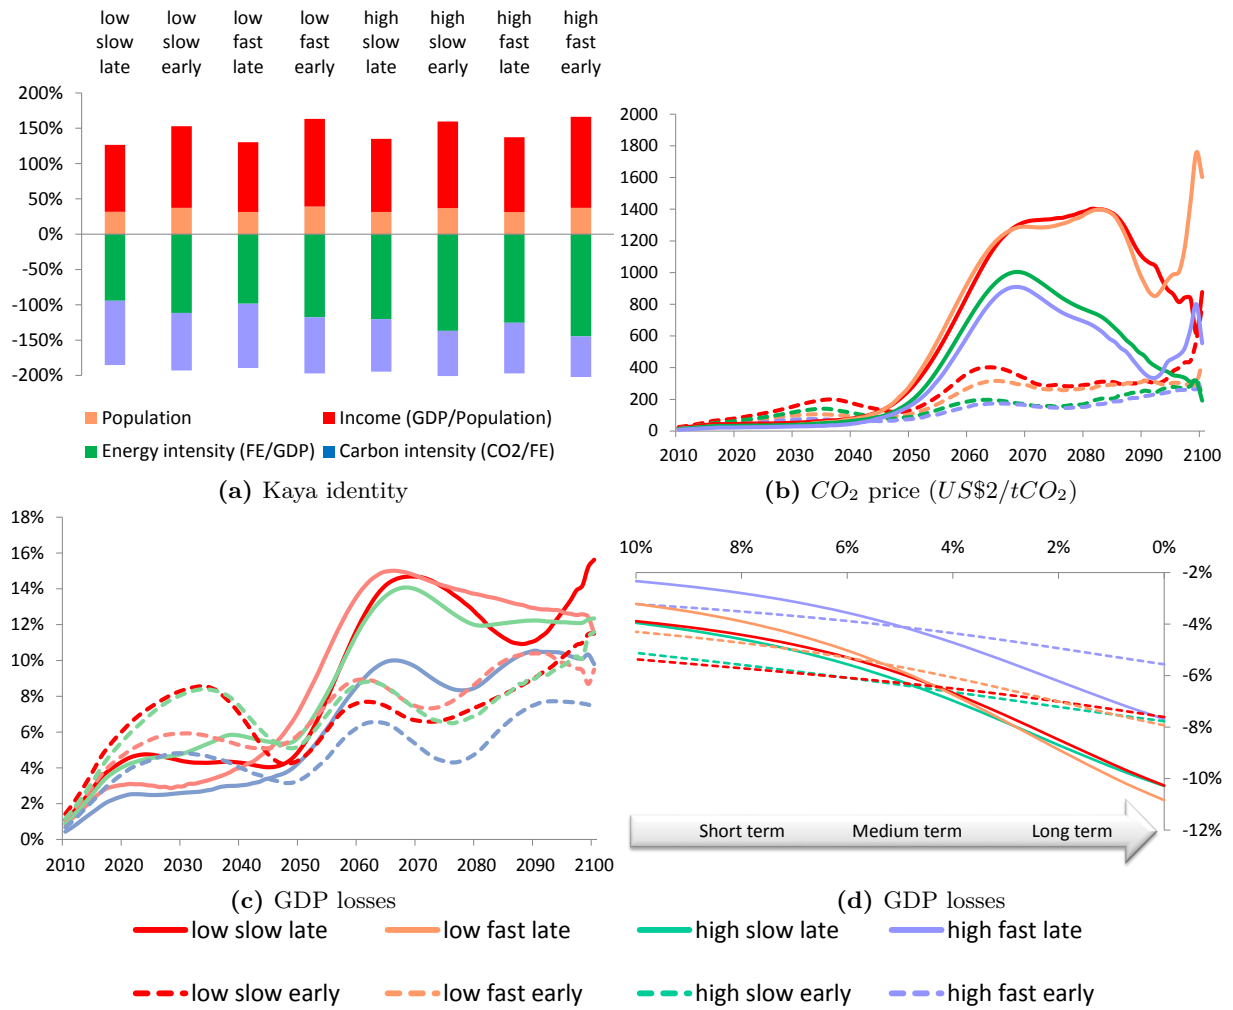 low low low low high high high high
slow slow fast fast slow slow fast fast
late early late early late early late early
200%
150%
100%
50%
0%
-50%
-100%
-150%
-200%
Population Income (GDP/Population)
Energy intensity (FE/GDP) Carbon intensity (CO2/FE)
(a) Kaya identity
2000
1800
1600
1400
1200
1000
800
600
400
200
0
2010 2020 2030 2040 2050 2060 2070 2080 2090 2100
(b) CO₂ price (US$2/tCO₂)
18%
16%
14%
12%
10%
8%
6%
4%
2%
0%
2010 2020 2030 2040 2050 2060 2070 2080 2090 2100
(c) GDP losses
10% 8% 6% 4% 2% 0%
-2%
-4%
-6%
-8%
-10%
-12%
Short term Medium term Long term
(d) GDP losses
low slow late low fast late high slow late high fast late
low slow early low fast early high slow early high fast early